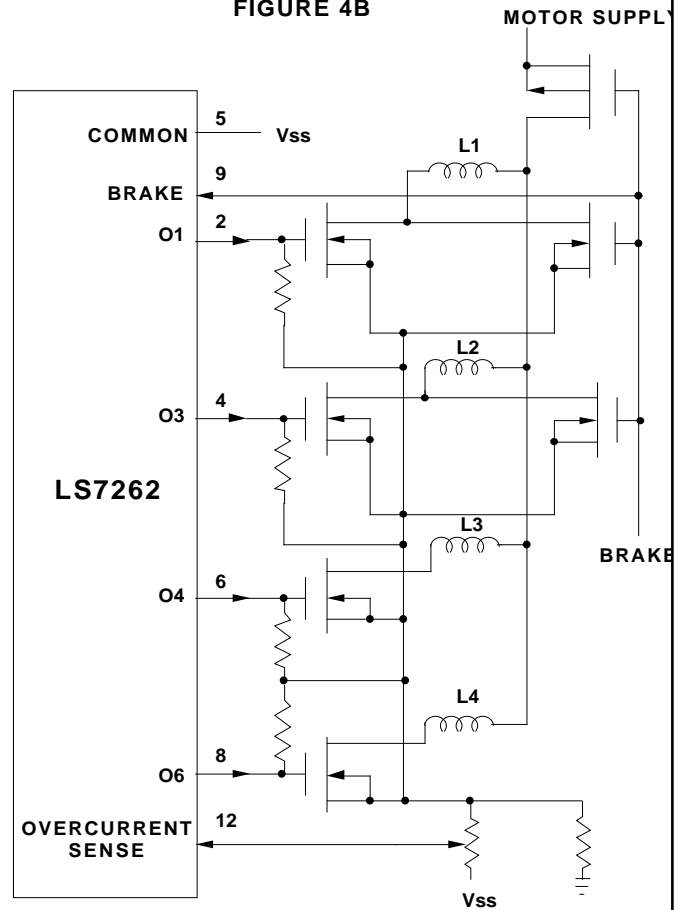 FIGURE 4B
MOTOR SUPPLY
5
COMMON
Vss
L1
9
BRAKE
2
O1
L2
4
O3
LS7262
L3
BRAKE
6
O4
L4
8
O6
12
OVERCURRENT
SENSE
Vss